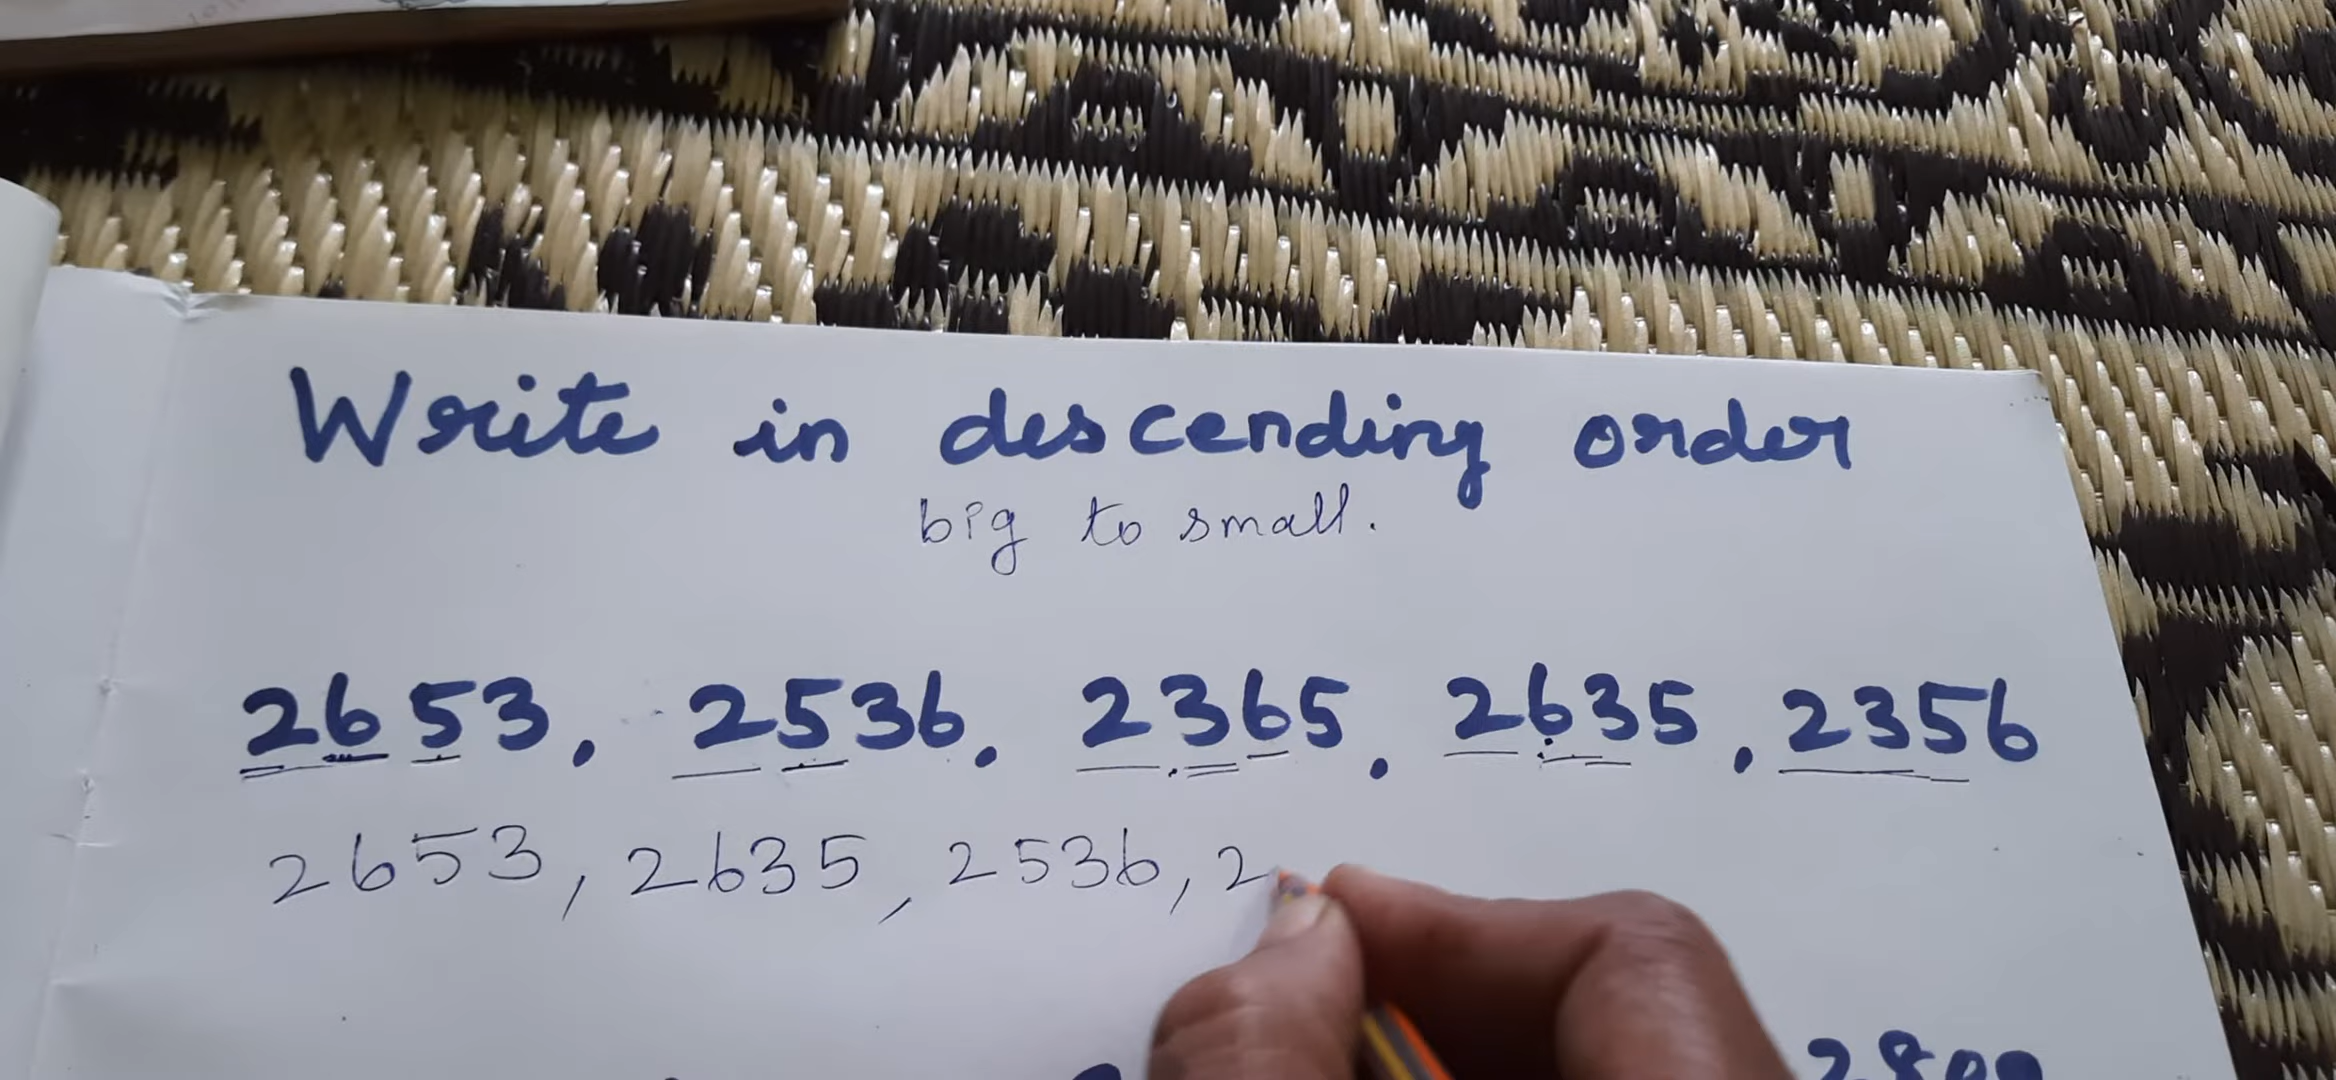 Write in descending order
big to small.
2653, 2536, 2365, 2635, 2356
2653, 2635, 2536, 2